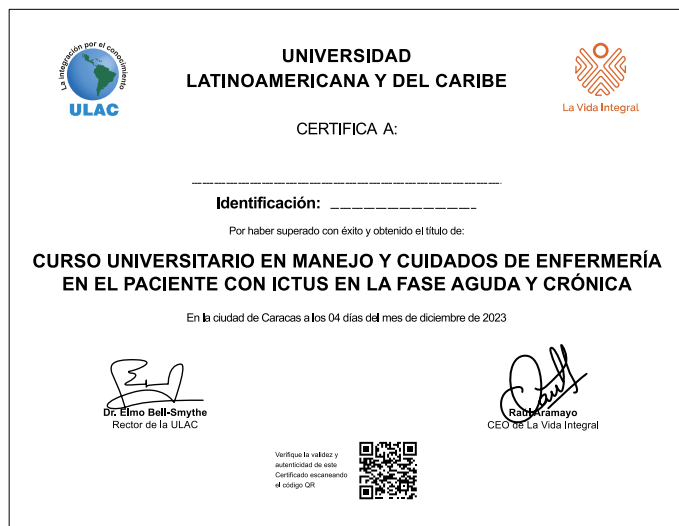 La integración por el conocimiento
ULAC
UNIVERSIDAD
LATINOAMERICANA Y DEL CARIBE
La Vida Integral
CERTIFICA A:
Identificación:
Por haber superado con éxito y obtenido el título de:
CURSO UNIVERSITARIO EN MANEJO Y CUIDADOS DE ENFERMERÍA
EN EL PACIENTE CON ICTUS EN LA FASE AGUDA Y CRÓNICA
En la ciudad de Caracas a los 04 días del mes de diciembre de 2023
Dr. Elmo Bell-Smythe
Rector de la ULAC
Raúl Aramayo
CEO de La Vida Integral
Verifique la validez y
autenticidad de este
Certificado escaneando
el código QR